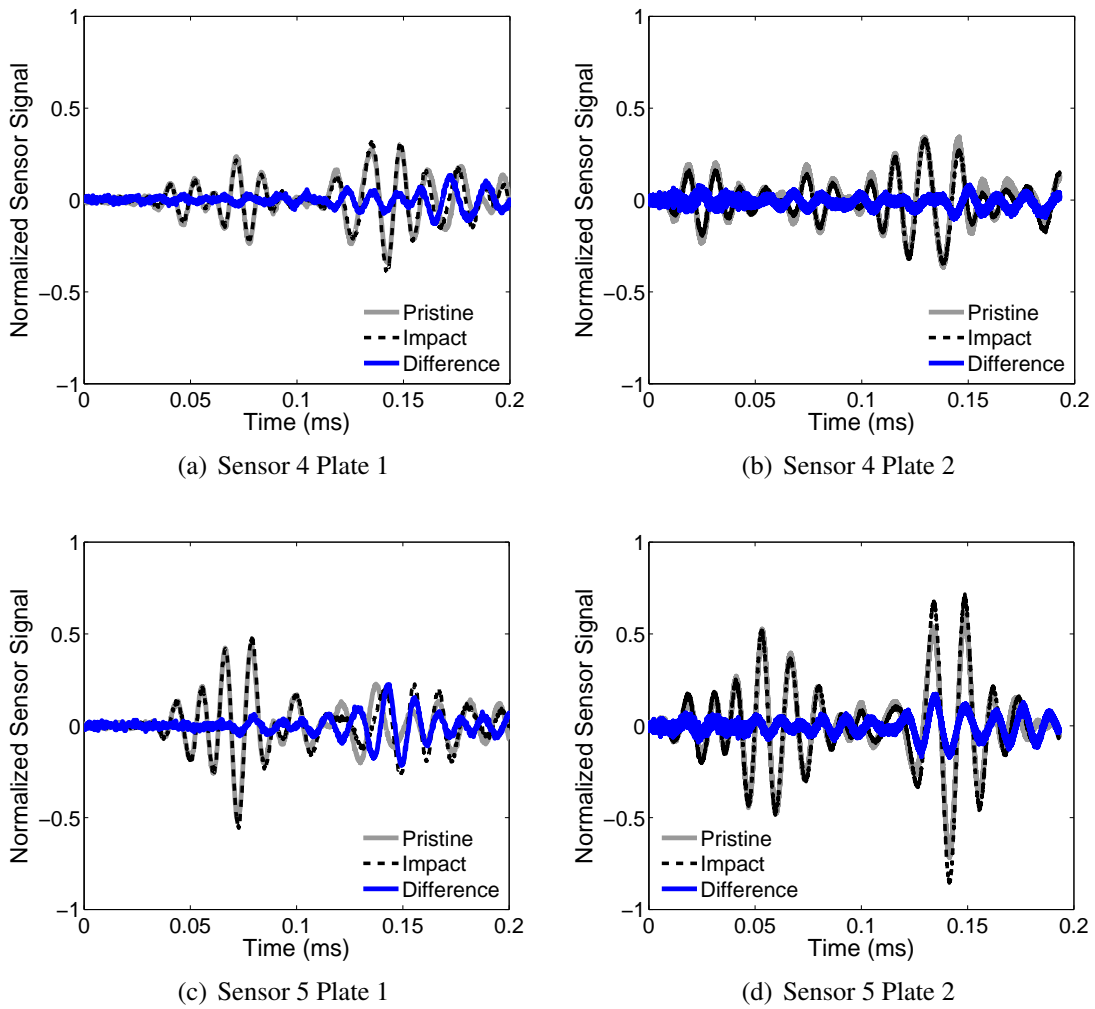 1
0.5
0
−0.5
−1
Normalized Sensor Signal
0 0.05 0.1 0.15 0.2
Time (ms)
Pristine
Impact
Difference
(a) Sensor 4 Plate 1
1
0.5
0
−0.5
−1
Normalized Sensor Signal
0 0.05 0.1 0.15 0.2
Time (ms)
Pristine
Impact
Difference
(b) Sensor 4 Plate 2
1
0.5
0
−0.5
−1
Normalized Sensor Signal
0 0.05 0.1 0.15 0.2
Time (ms)
Pristine
Impact
Difference
(c) Sensor 5 Plate 1
1
0.5
0
−0.5
−1
Normalized Sensor Signal
0 0.05 0.1 0.15 0.2
Time (ms)
Pristine
Impact
Difference
(d) Sensor 5 Plate 2